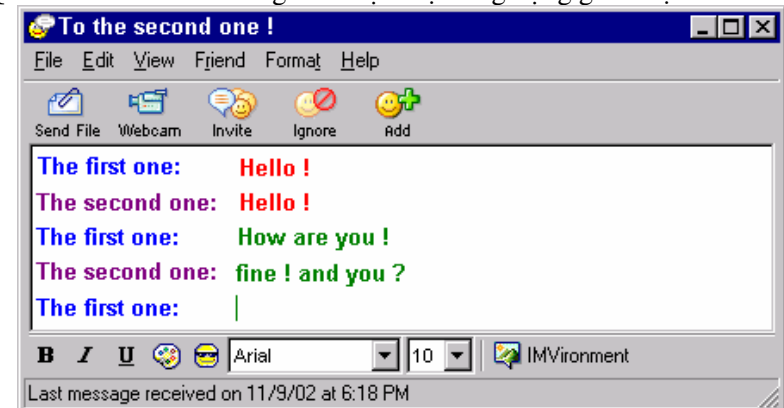 To the second one !
File Edit View Friend Format Help
Send File Webcam Invite Ignore Add
The first one: Hello !
The second one: Hello !
The first one: How are you !
The second one: fine ! and you ?
The first one:
B I U Arial 10 IMVironment
Last message received on 11/9/02 at 6:18 PM